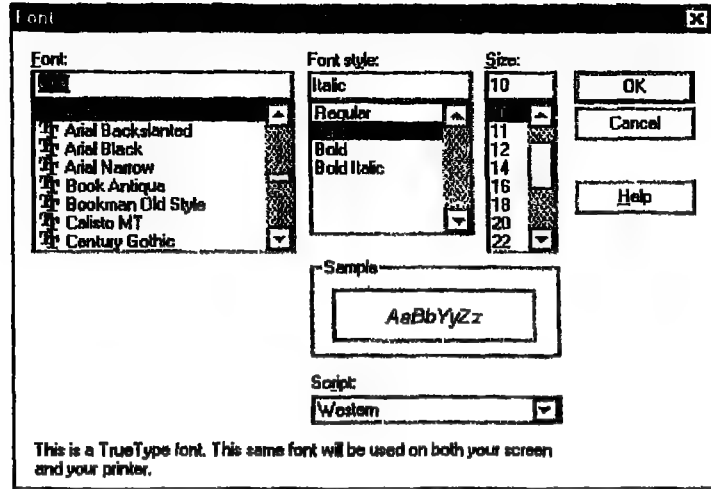 Font
Font:
Font style:
Size:
Italic
10
OK
Cancel
Help
Arial Backslanted
Arial Black
Arial Narrow
Book Antiqua
Bookman Old Style
Calisto MT
Century Gothic
Regular
Bold
Bold Italic
11
12
14
16
18
20
22
Sample
AaBbYyZz
Script:
Western
This is a TrueType font. This same font will be used on both your screen
and your printer.